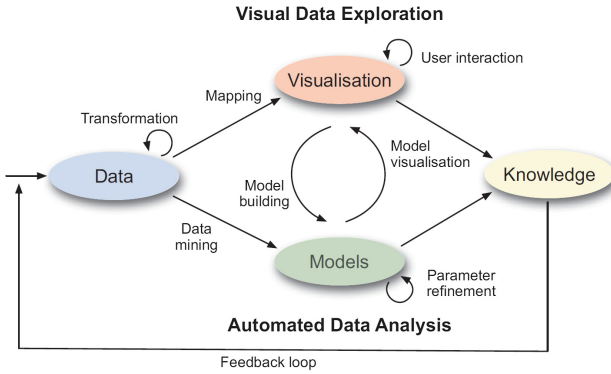 Visual Data Exploration
User interaction
Visualisation
Mapping
Transformation
Model
visualisation
Data
Knowledge
Model
building
Data
mining
Models
Parameter
refinement
Automated Data Analysis
Feedback loop